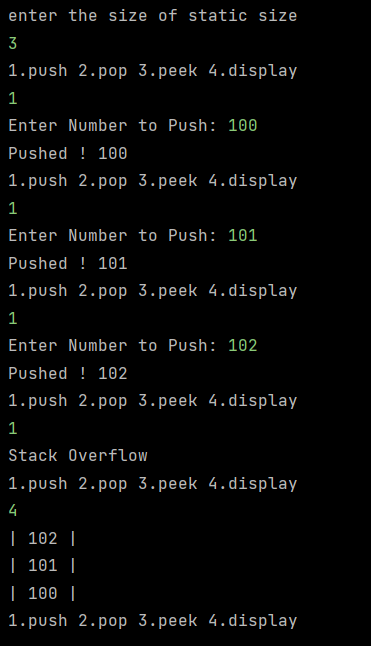 enter the size of static size
3
1.push 2.pop 3.peek 4.display
1
Enter Number to Push: 100
Pushed ! 100
1.push 2.pop 3.peek 4.display
1
Enter Number to Push: 101
Pushed ! 101
1.push 2.pop 3.peek 4.display
1
Enter Number to Push: 102
Pushed ! 102
1.push 2.pop 3.peek 4.display
1
Stack Overflow
1.push 2.pop 3.peek 4.display
4
| 102 |
| 101 |
| 100 |
1.push 2.pop 3.peek 4.display